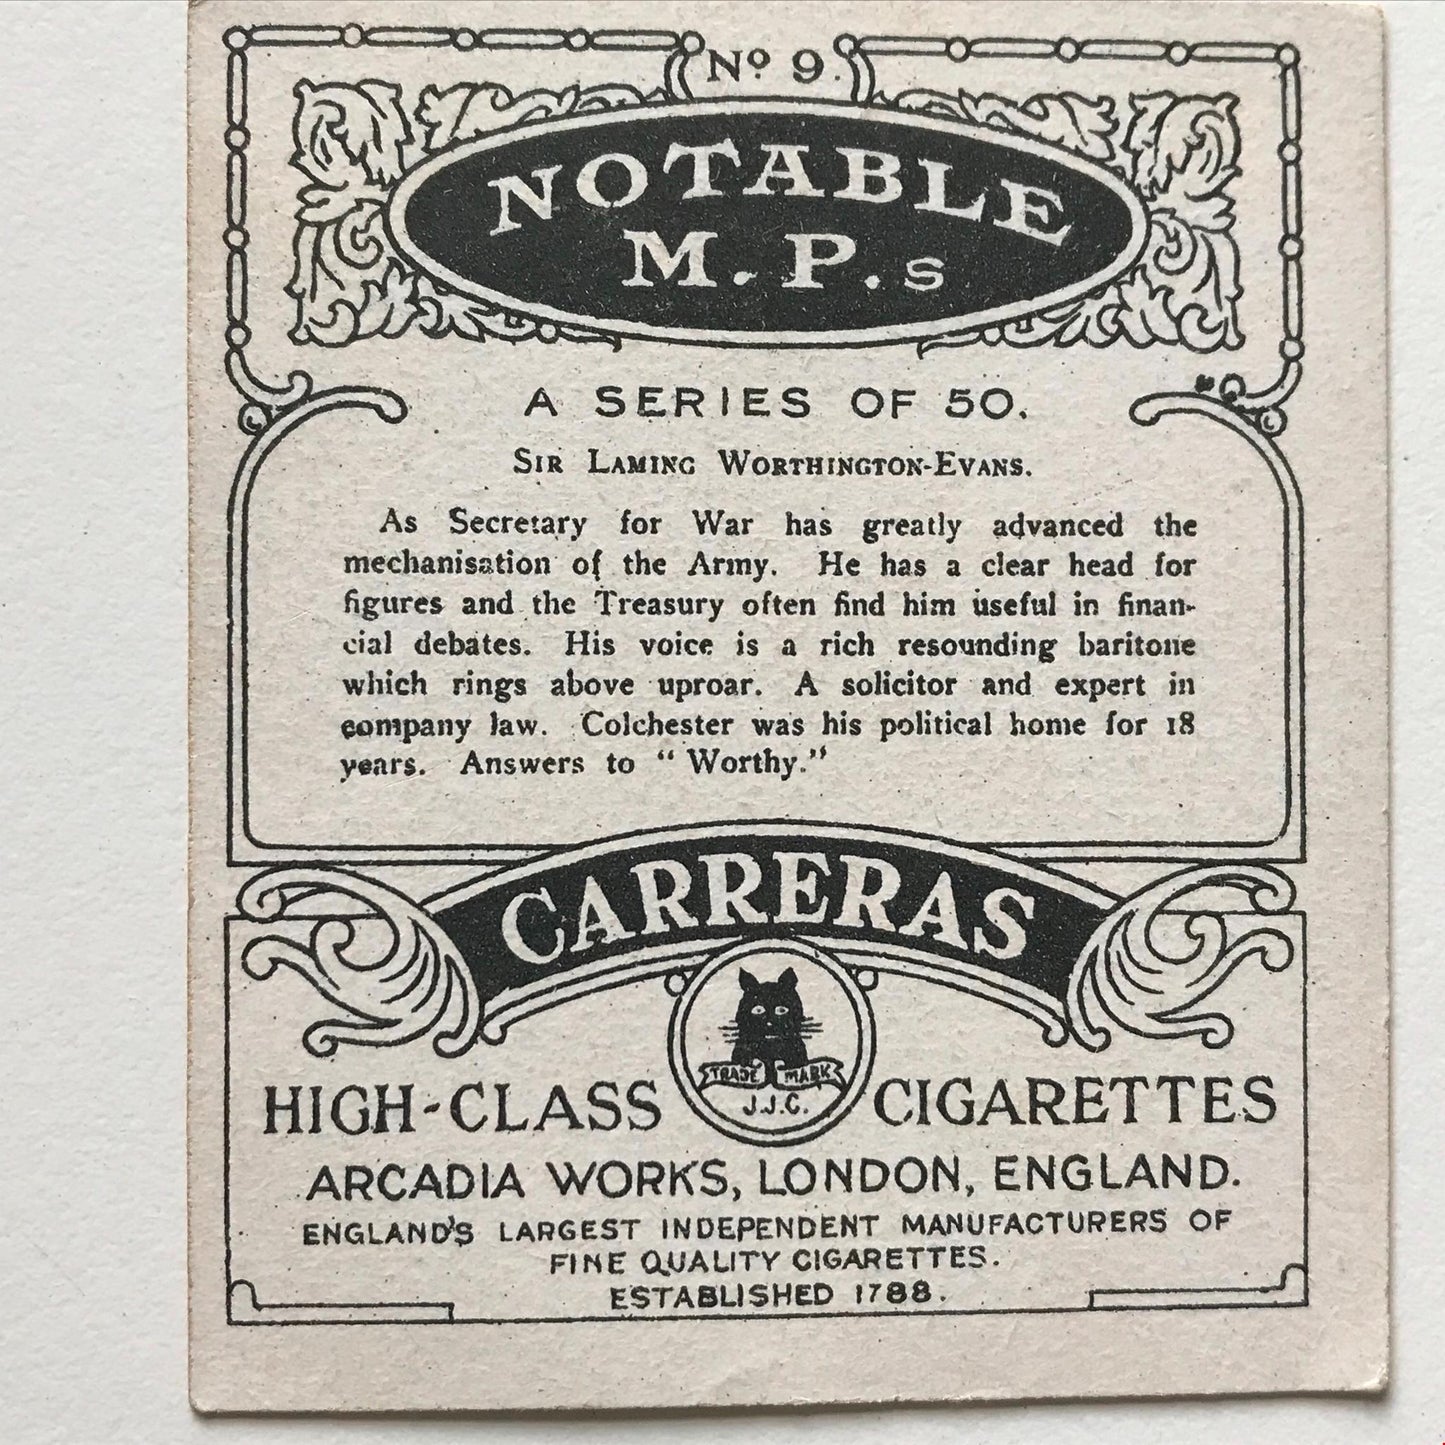 Nº 9.
NOTABLE
M.P.s
A SERIES OF 50.
SIR LAMING WORTHINGTON-EVANS.
As Secretary for War has greatly advanced the
mechanisation of the Army. He has a clear head for
figures and the Treasury often find him useful in finan-
cial debates. His voice is a rich resounding baritone
which rings above uproar. A solicitor and expert in
company law. Colchester was his political home for 18
years. Answers to “Worthy.”
CARRERAS
TRADE MARK
J.J.C.
HIGH-CLASS CIGARETTES
ARCADIA WORKS, LONDON, ENGLAND.
ENGLAND'S LARGEST INDEPENDENT MANUFACTURERS OF
FINE QUALITY CIGARETTES.
ESTABLISHED 1788.